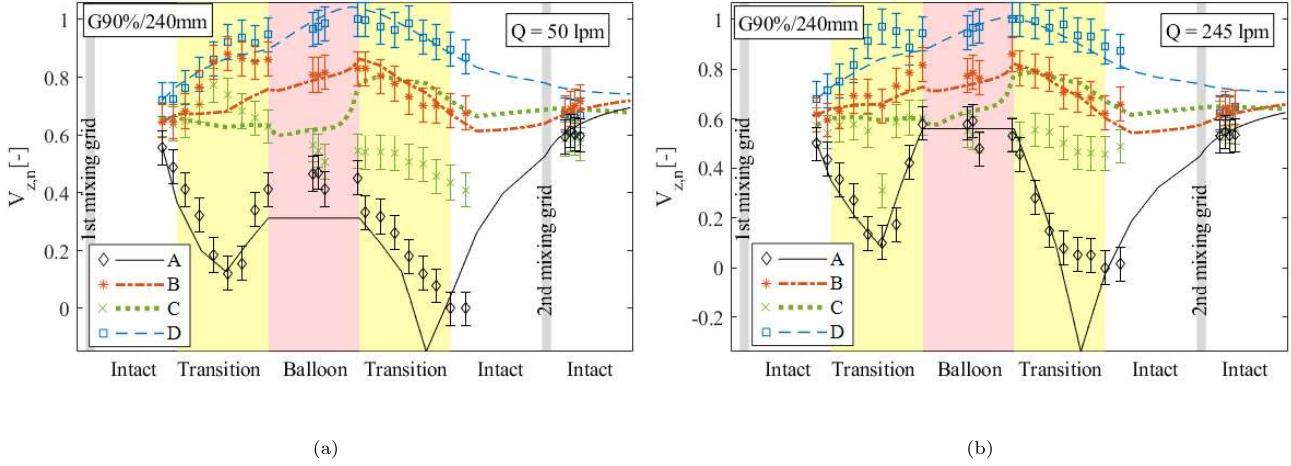 G90%/240mm
Q = 50 lpm
1
0.8
0.6
0.4
0.2
0
V_{z,n} [-]
1st mixing grid
2nd mixing grid
A
B
C
D
Intact Transition Balloon Transition Intact Intact
(a)
G90%/240mm
Q = 245 lpm
1
0.8
0.6
0.4
0.2
0
-0.2
V_{z,n} [-]
1st mixing grid
2nd mixing grid
A
B
C
D
Intact Transition Balloon Transition Intact Intact
(b)